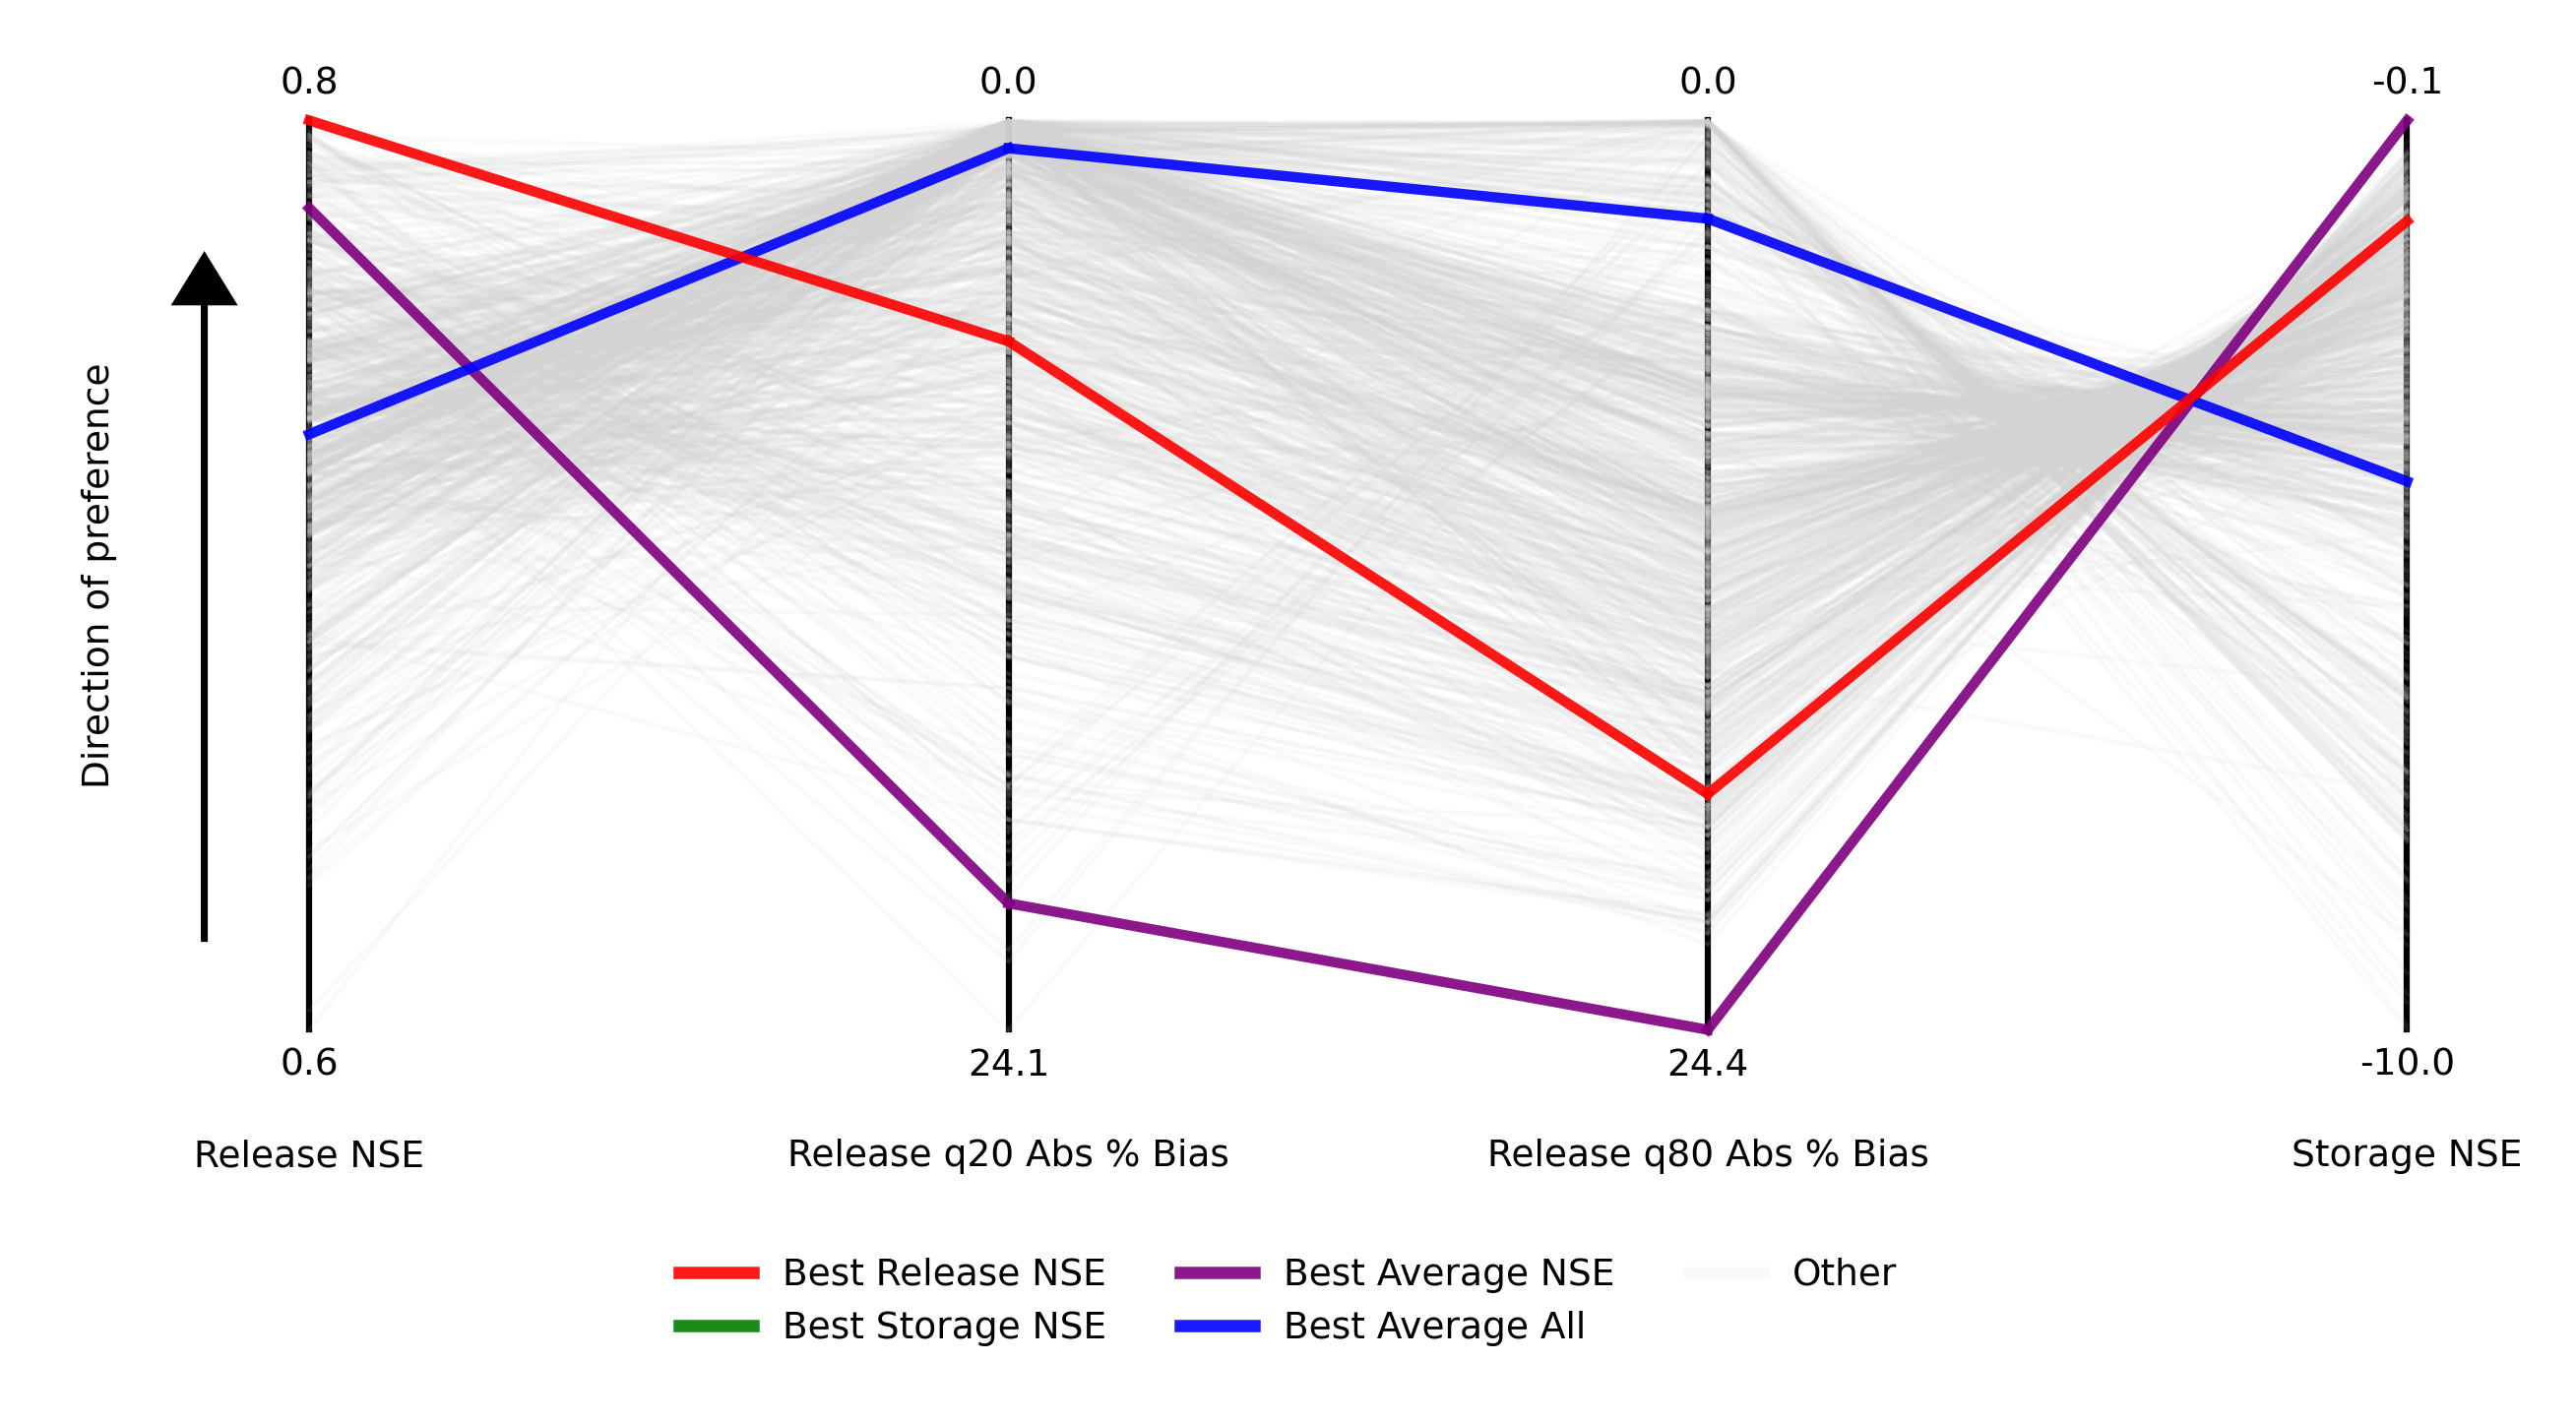 0.8
0.0
0.0
-0.1
Direction of preference
0.6
24.1
24.4
-10.0
Release NSE
Release q20 Abs % Bias
Release q80 Abs % Bias
Storage NSE
Best Release NSE
Best Average NSE
Other
Best Storage NSE
Best Average All